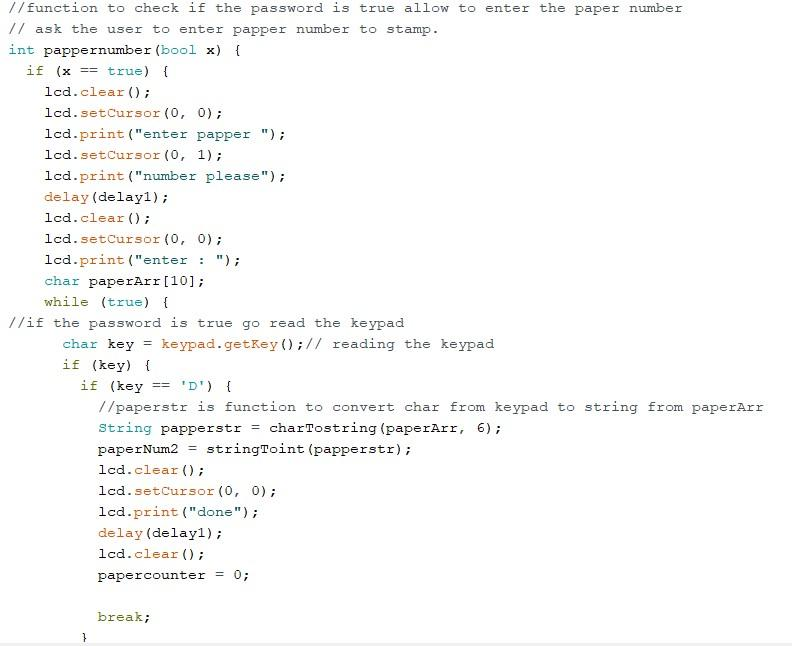 //function to check if the password is true allow to enter the paper number
// ask the user to enter papper number to stamp.
int pappernumber(bool x) {
  if (x == true) {
    lcd.clear();
    lcd.setCursor(0, 0);
    lcd.print("enter papper ");
    lcd.setCursor(0, 1);
    lcd.print("number please");
    delay(delay1);
    lcd.clear();
    lcd.setCursor(0, 0);
    lcd.print("enter : ");
    char paperArr[10];
    while (true) {
//if the password is true go read the keypad
      char key = keypad.getKey();// reading the keypad
      if (key) {
        if (key == 'D') {
          //paperstr is function to convert char from keypad to string from paperArr
          String papperstr = charTostring(paperArr, 6);
          paperNum2 = stringToint(papperstr);
          lcd.clear();
          lcd.setCursor(0, 0);
          lcd.print("done");
          delay(delay1);
          lcd.clear();
          papercounter = 0;

          break;
        }